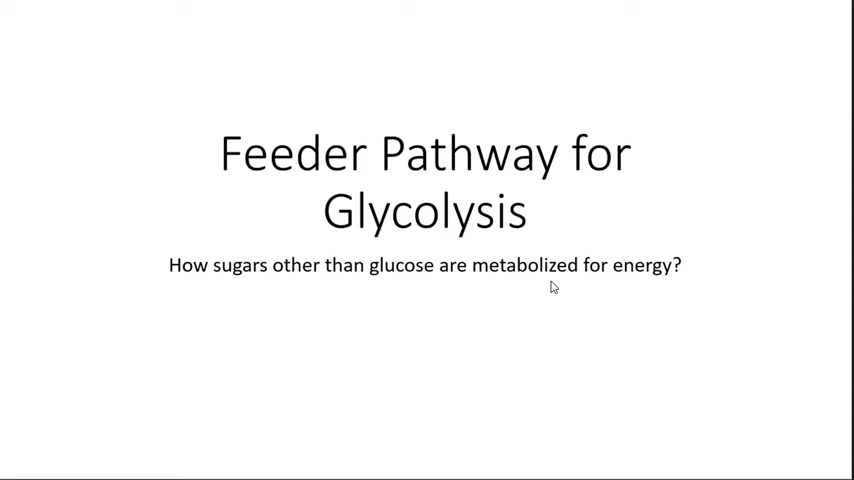 Feeder Pathway for
Glycolysis
How sugars other than glucose are metabolized for energy?